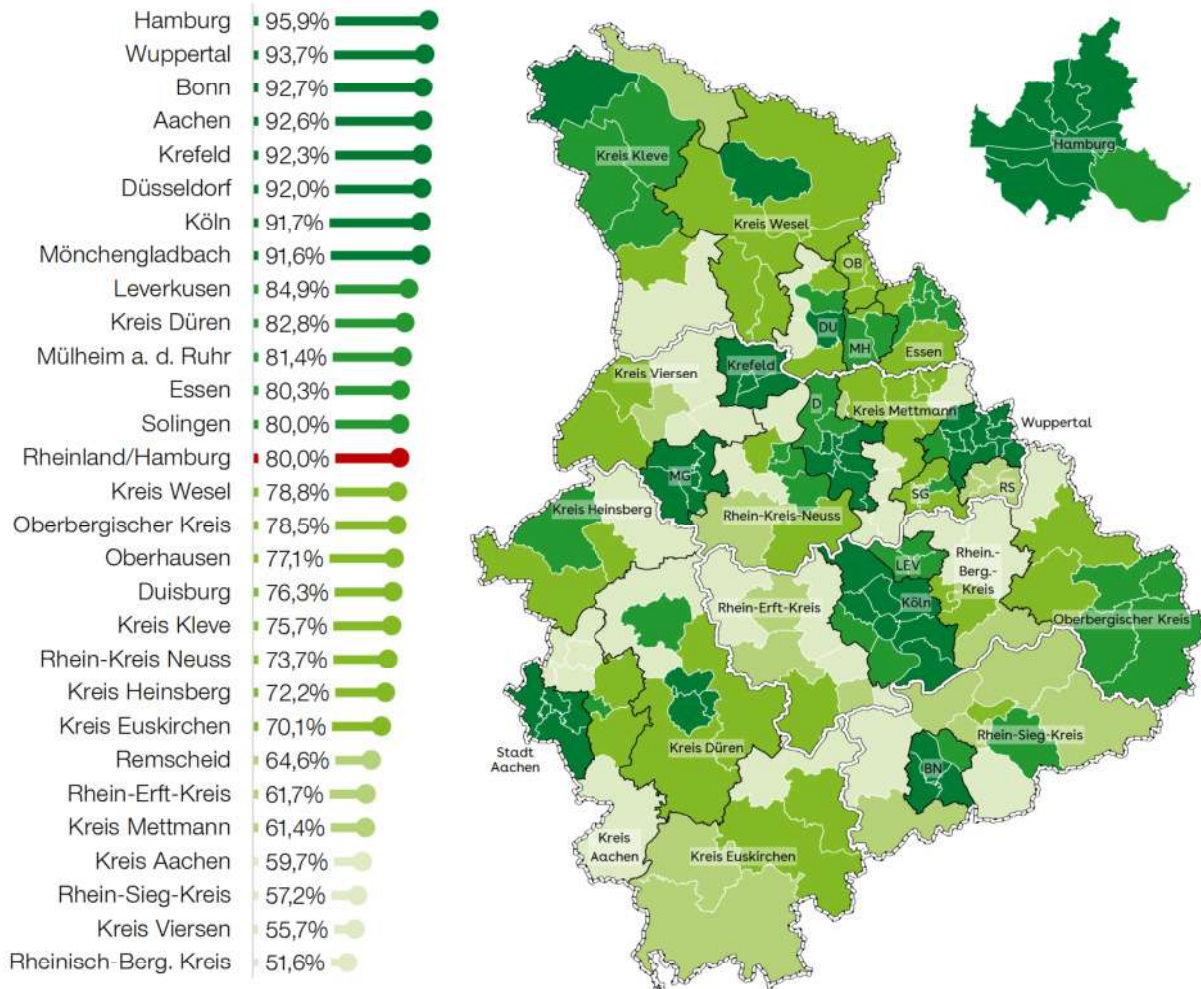 Hamburg 95,9%
Wuppertal 93,7%
Bonn 92,7%
Aachen 92,6%
Krefeld 92,3%
Düsseldorf 92,0%
Köln 91,7%
Mönchengladbach 91,6%
Leverkusen 84,9%
Kreis Düren 82,8%
Mülheim a. d. Ruhr 81,4%
Essen 80,3%
Solingen 80,0%
Rheinland/Hamburg 80,0%
Kreis Wesel 78,8%
Oberbergischer Kreis 78,5%
Oberhausen 77,1%
Duisburg 76,3%
Kreis Kleve 75,7%
Rhein-Kreis Neuss 73,7%
Kreis Heinsberg 72,2%
Kreis Euskirchen 70,1%
Remscheid 64,6%
Rhein-Erft-Kreis 61,7%
Kreis Mettmann 61,4%
Kreis Aachen 59,7%
Rhein-Sieg-Kreis 57,2%
Kreis Viersen 55,7%
Rheinisch-Berg. Kreis 51,6%
Hamburg
Kreis Kleve
Kreis Wesel
OB
DU
MH
Essen
Kreis Viersen
Krefeld
D
Kreis Mettmann
Wuppertal
MG
SG
RS
Kreis Heinsberg
Rhein-Kreis-Neuss
LEV
Rhein.-
Berg.-
Kreis
Rhein-Erft-Kreis
Köln
Oberbergischer Kreis
Stadt
Aachen
Kreis Düren
Rhein-Sieg-Kreis
BN
Kreis
Aachen
Kreis Euskirchen